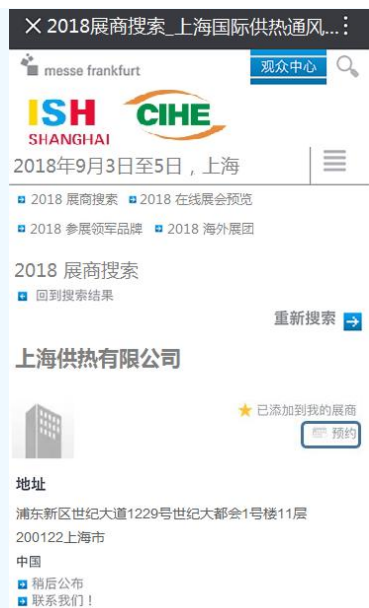 2018展商搜索_上海国际供热通风...
messe frankfurt
观众中心
ISH
SHANGHAI
CIHE
2018年9月3日至5日，上海
2018 展商搜索
2018 在线展会预览
2018 参展领军品牌
2018 海外展团
2018 展商搜索
回到搜索结果
重新搜索
上海供热有限公司
已添加到我的展商
预约
地址
浦东新区世纪大道1229号世纪大都会1号楼11层
200122上海市
中国
稍后公布
联系我们！